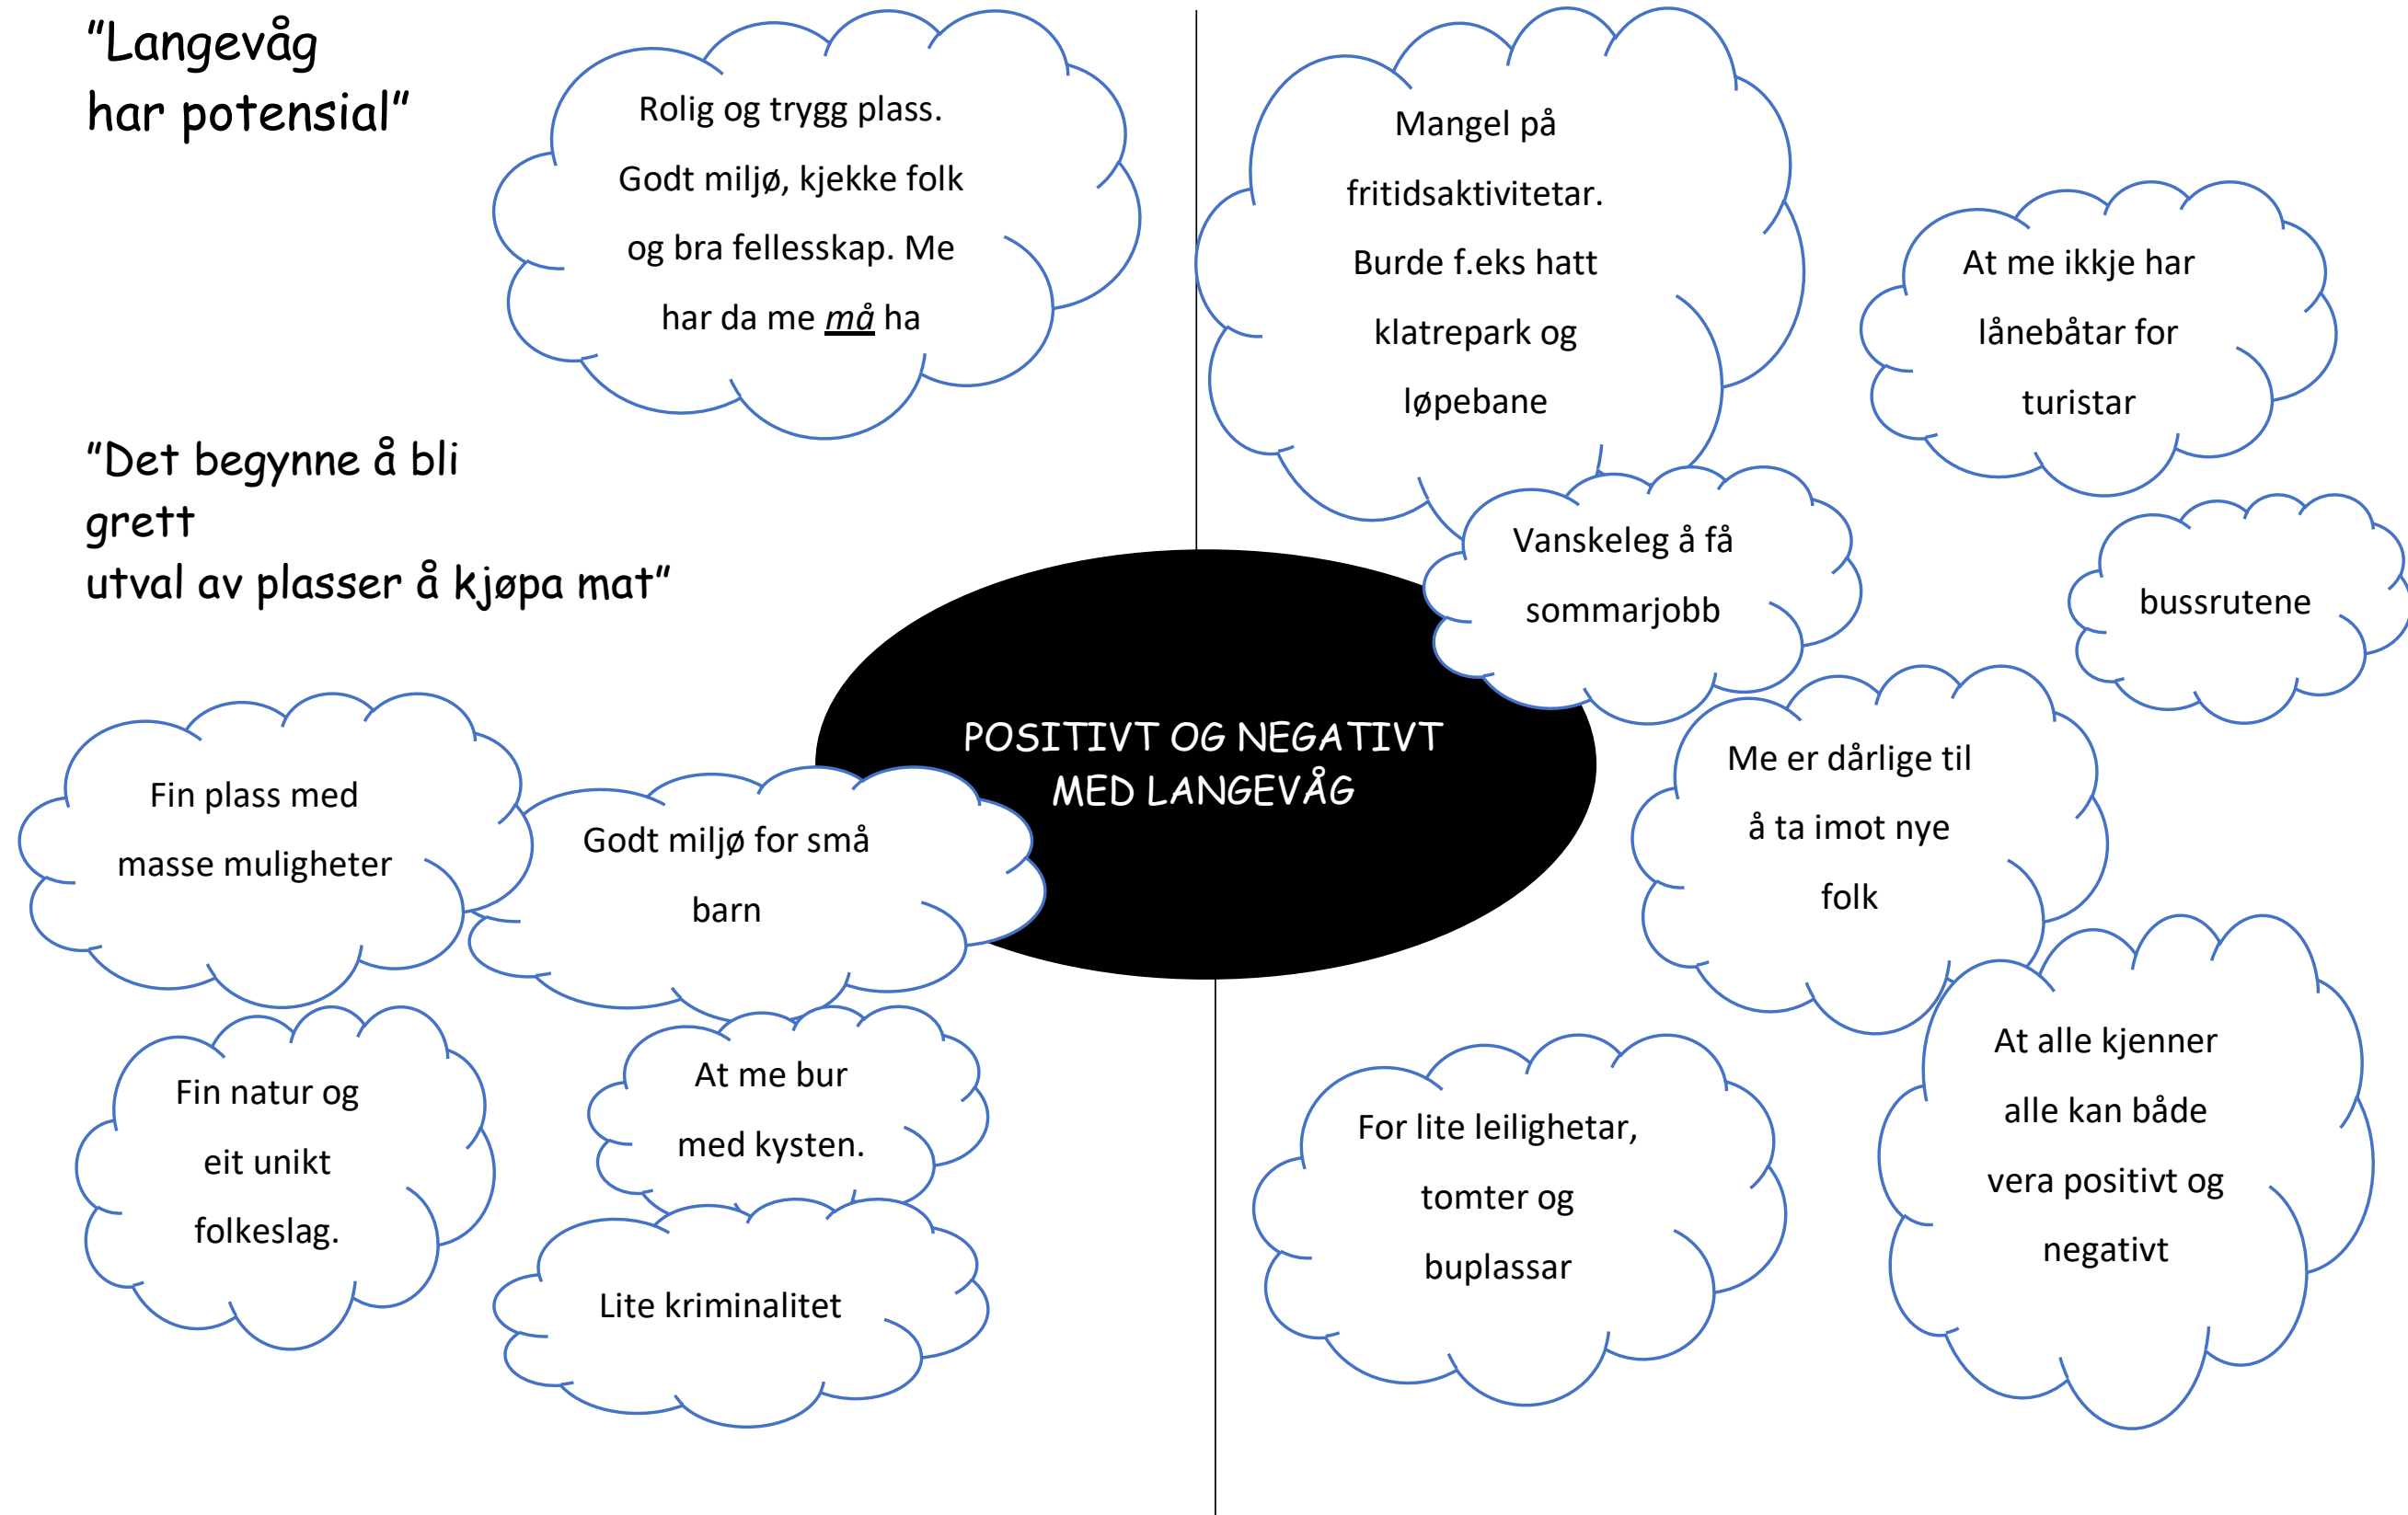 "Langevåg
har potensial"
Rolig og trygg plass.
Godt miljø, kjekke folk
og bra fellesskap. Me
har da me må ha
"Det begynne å bli
grett
utval av plasser å kjøpa mat"
Mangel på
fritidsaktivitetar.
Burde f.eks hatt
klatrepark og
løpebane
At me ikkje har
lånebåtar for
turistar
Vanskeleg å få
sommarjobb
bussrutene
POSITIVT OG NEGATIVT
MED LANGEVÅG
Fin plass med
masse muligheter
Godt miljø for små
barn
Me er dårlige til
å ta imot nye
folk
Fin natur og
eit unikt
folkeslag.
At me bur
med kysten.
Lite kriminalitet
For lite leilighetar,
tomter og
buplassar
At alle kjenner
alle kan både
vera positivt og
negativt